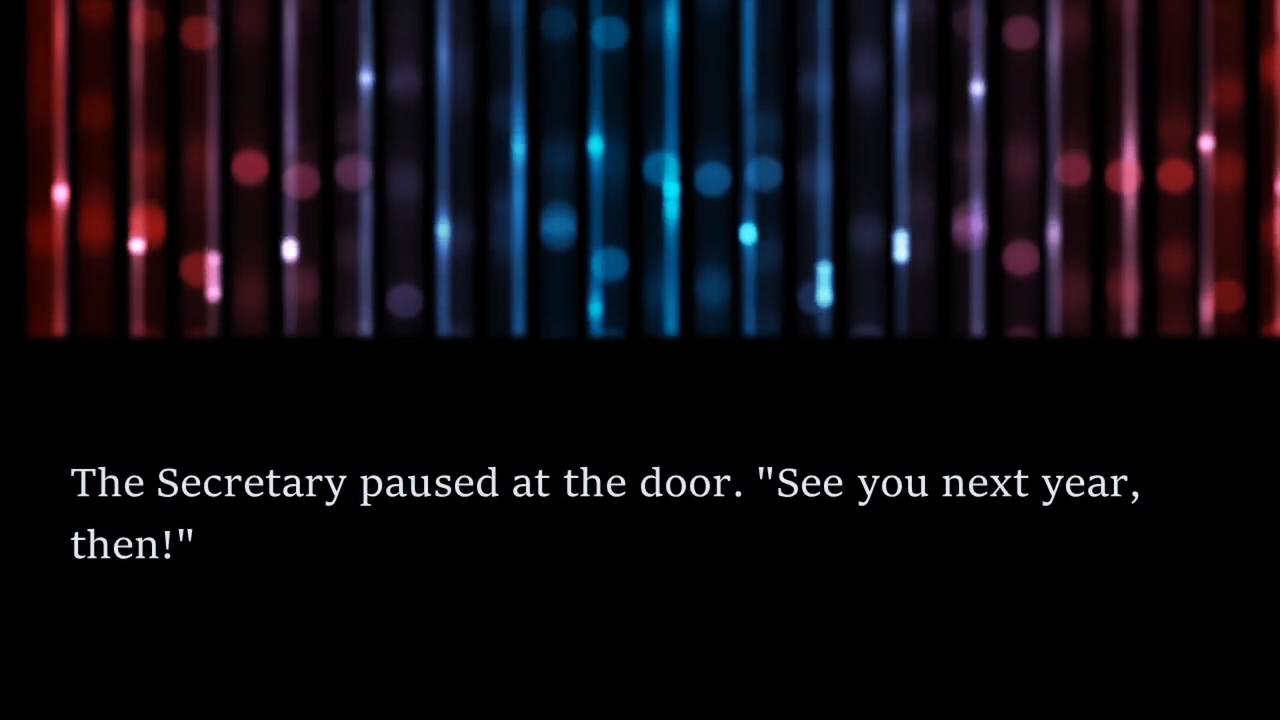 The Secretary paused at the door. "See you next year,
then!"